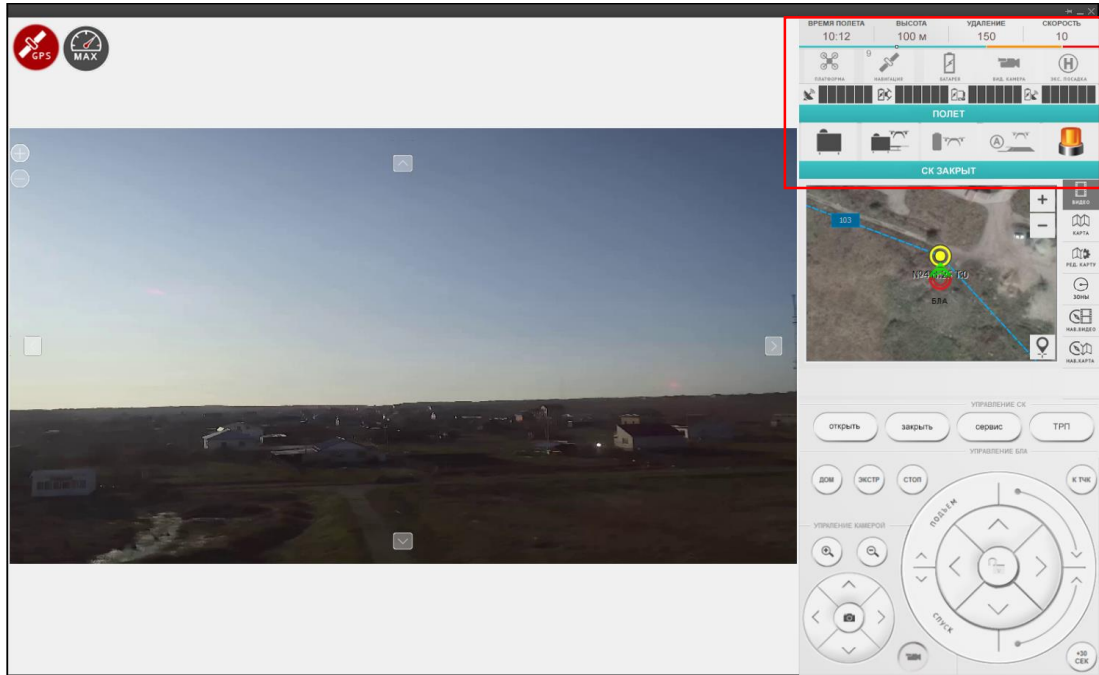 GPS
MAX
ВРЕМЯ ПОЛЕТА ВЫСОТА УДАЛЕНИЕ СКОРОСТЬ
10:12 100 м 150 10
9
ПЛАТФОРМА НАВИГАЦИЯ БАТАРЕЯ ВИД. КАМЕРА ЭКС. ПОСАДКА
H
ПОЛЕТ
A
СК ЗАКРЫТ
103
БЛА
+
−
ВИДЕО
КАРТА
РЕД. КАРТУ
ЗОНЫ
НАВ.ВИДЕО
НАВ.КАРТА
УПРАВЛЕНИЕ СК
открыть закрыть сервис ТРП
УПРАВЛЕНИЕ БЛА
ДОМ ЭКСТР СТОП К ТЧК
ПОДЪЕМ
УПРАЛЕНИЕ КАМЕРОЙ
СПУСК
+30
СЕК